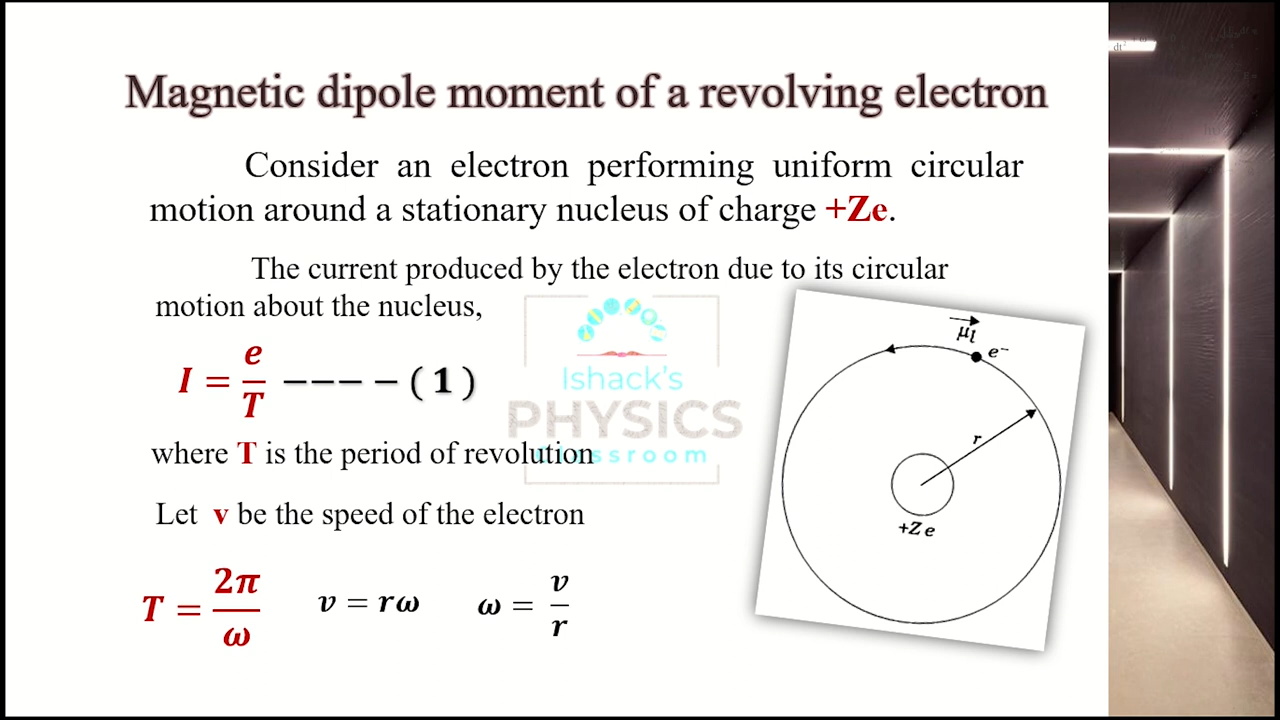 Magnetic dipole moment of a revolving electron
Consider an electron performing uniform circular
motion around a stationary nucleus of charge +Ze.
The current produced by the electron due to its circular
motion about the nucleus,
I = e/T −−−− (1)
where T is the period of revolution
Let v be the speed of the electron
T = 2π/ω v = rω ω = v/r
μl
e−
r
+Ze
Ishack's
PHYSICS
Classroom